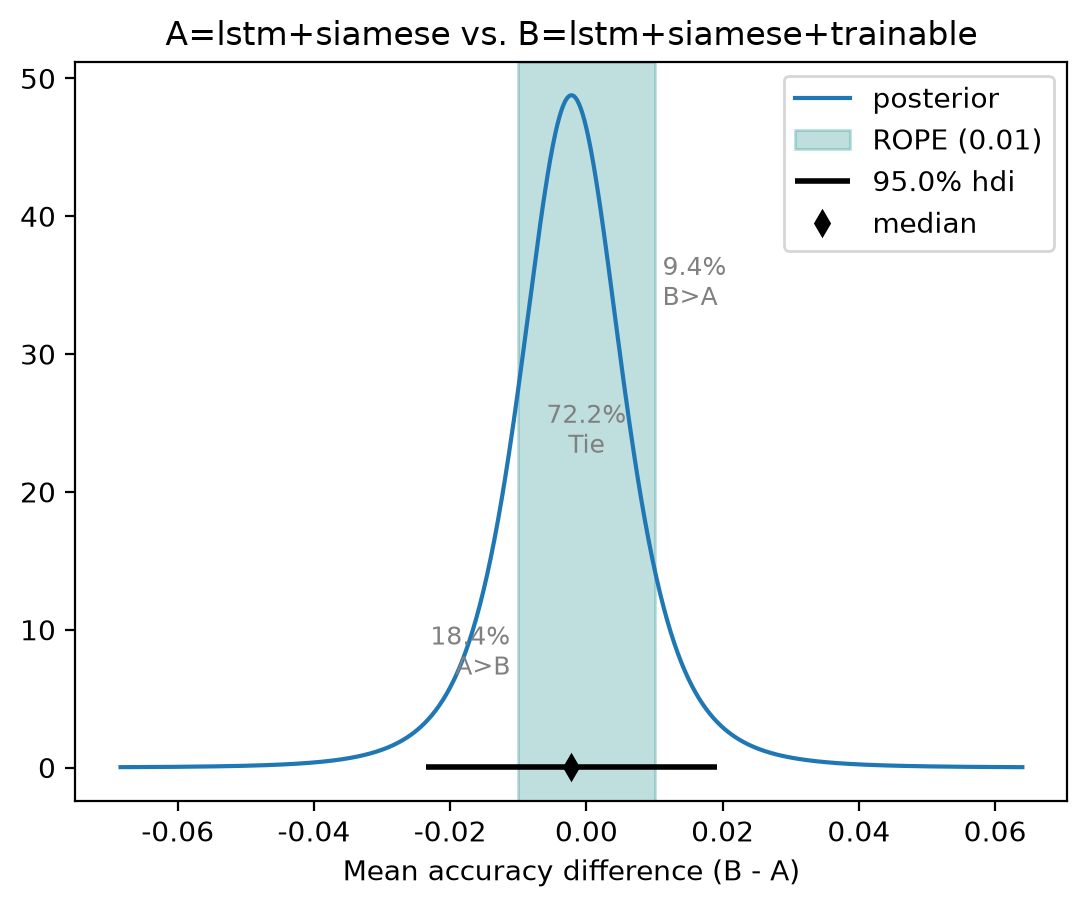 A=lstm+siamese vs. B=lstm+siamese+trainable
50
40
30
20
10
0
posterior
ROPE (0.01)
95.0% hdi
median
9.4%
B>A
72.2%
Tie
18.4%
A>B
-0.06
-0.04
-0.02
0.00
0.02
0.04
0.06
Mean accuracy difference (B - A)